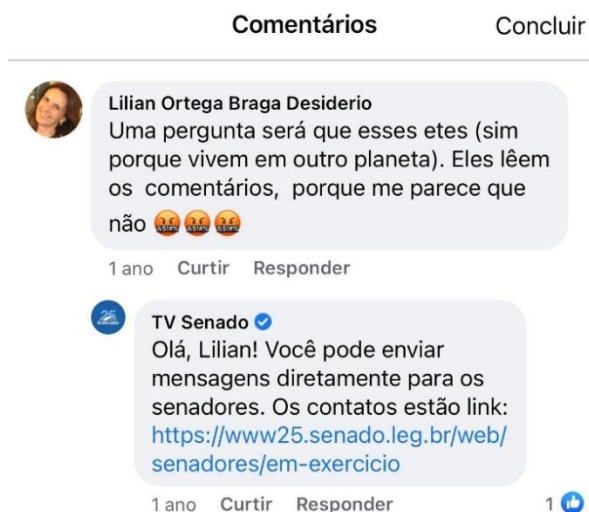 Comentários
Concluir
Lilian Ortega Braga Desiderio
Uma pergunta será que esses etes (sim
porque vivem em outro planeta). Eles lêem
os comentários, porque me parece que
não 🤬🤬🤬
1 ano Curtir Responder
TV Senado
Olá, Lilian! Você pode enviar
mensagens diretamente para os
senadores. Os contatos estão link:
https://www25.senado.leg.br/web/
senadores/em-exercicio
1 ano Curtir Responder 1